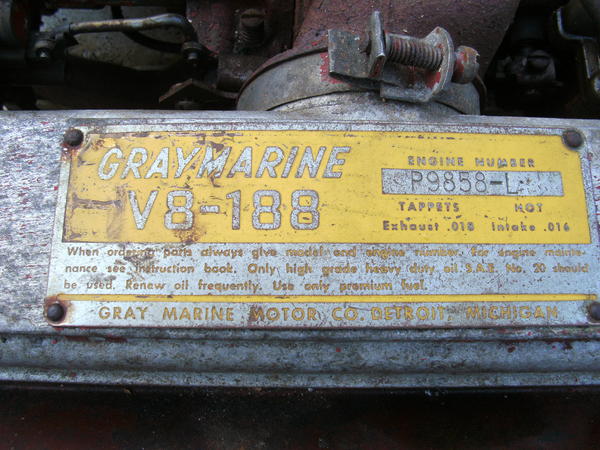 GRAYMARINE
V8-188
ENGINE NUMBER
P9858-L
TAPPETS HOT
Exhaust .018 Intake .016
When ordering parts always give model and engine number. For engine mainte-
nance see instruction book. Only high grade heavy duty oil S.A.E. No. 20 should
be used. Renew oil frequently. Use only premium fuel.
GRAY MARINE MOTOR CO. DETROIT, MICHIGAN